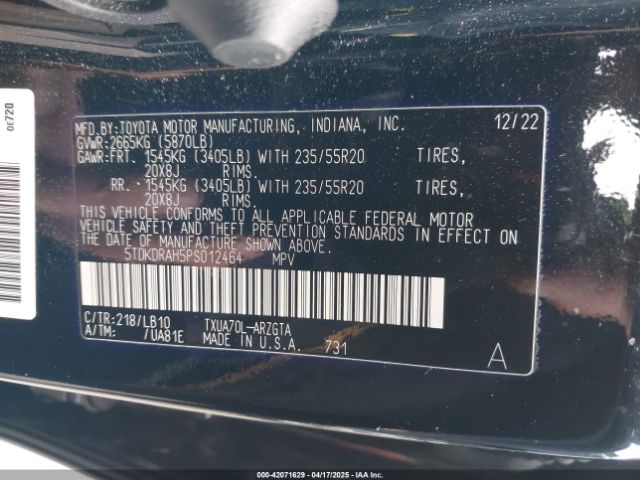 0E720
MFD.BY: TOYOTA MOTOR MANUFACTURING, INDIANA, INC. 12/22
GVWR: 2665KG (5870LB)
GAWR: FRT. 1545KG (3405LB) WITH 235/55R20 TIRES,
20X8J RIMS.
RR. 1545KG (3405LB) WITH 235/55R20 TIRES,
20X8J RIMS.
THIS VEHICLE CONFORMS TO ALL APPLICABLE FEDERAL MOTOR
VEHICLE SAFETY AND THEFT PREVENTION STANDARDS IN EFFECT ON
THE DATE OF MANUFACTURE SHOWN ABOVE.
5TDKDRAH5PS012464 MPV
C/TR: 218/LB10 TXUA70L-ARZGTA
A/TM: /UA81E MADE IN U.S.A. 731 A
000-42071629 - 04/17/2025 - IAAI.com